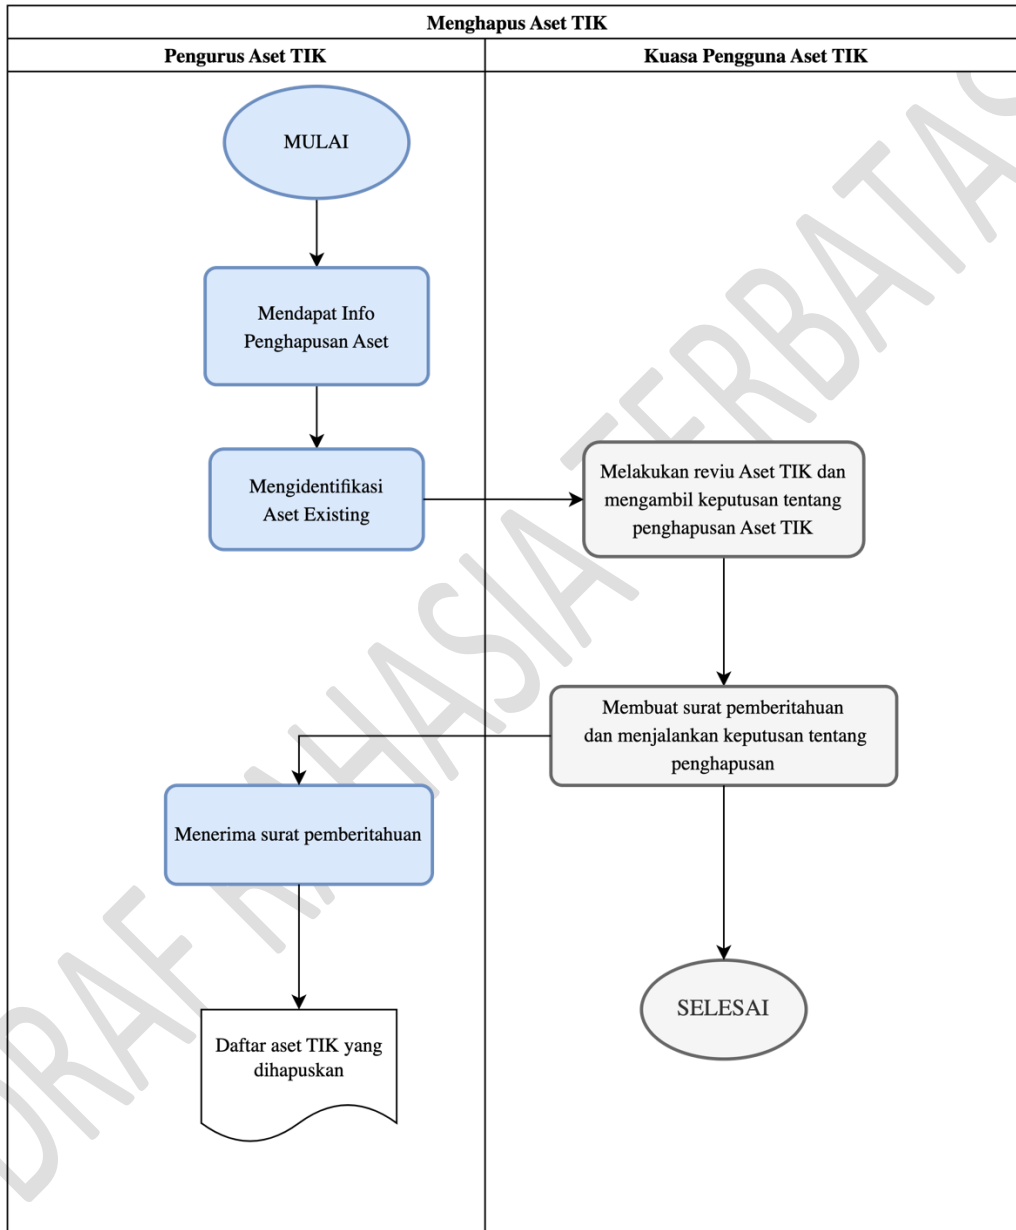 Menghapus Aset TIK
Pengurus Aset TIK
Kuasa Pengguna Aset TIK
MULAI
Mendapat Info
Penghapusan Aset
Mengidentifikasi
Aset Existing
Melakukan reviu Aset TIK dan
mengambil keputusan tentang
penghapusan Aset TIK
Membuat surat pemberitahuan
dan menjalankan keputusan tentang
penghapusan
Menerima surat pemberitahuan
Daftar aset TIK yang
dihapuskan
SELESAI
DRAF RAHASIA TERBATAS